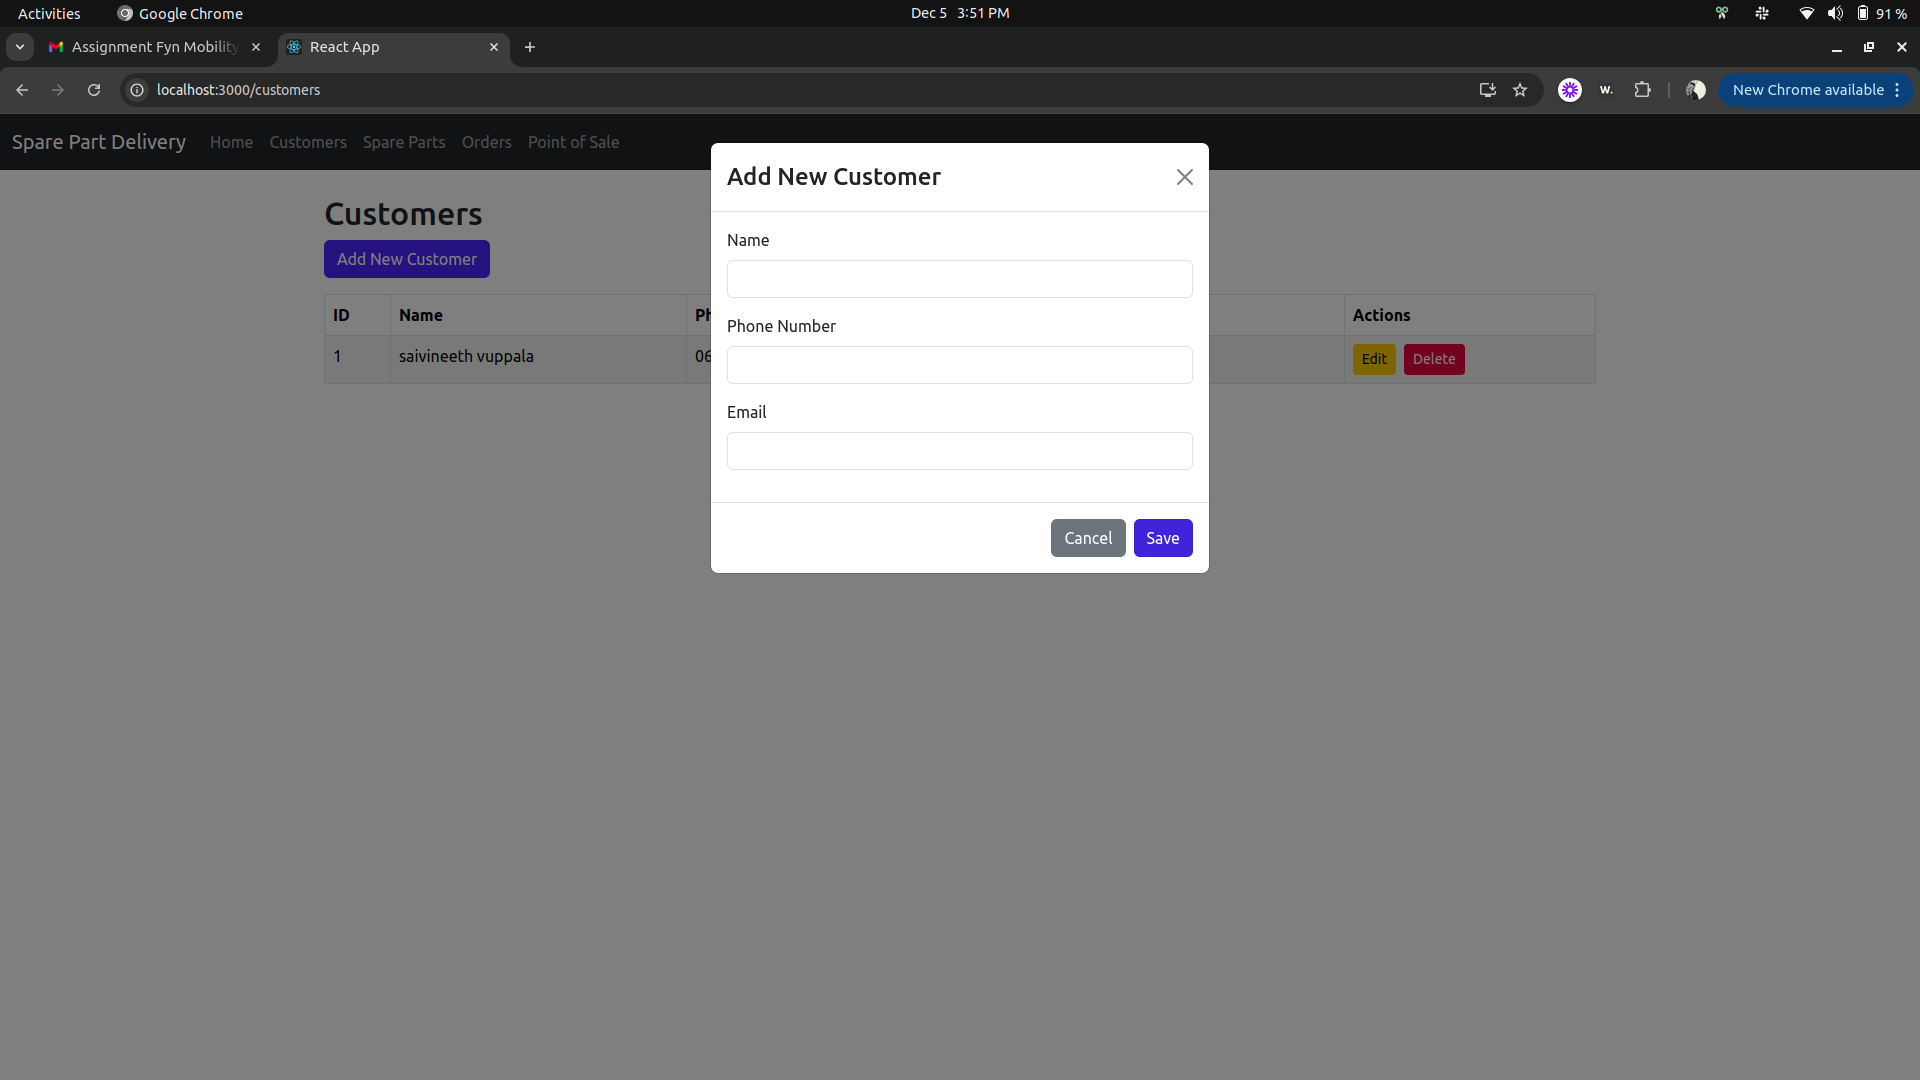 Activities Google Chrome Dec 5 3:51 PM 91 %
Assignment Fyn Mobility React App
localhost:3000/customers New Chrome available
Spare Part Delivery Home Customers Spare Parts Orders Point of Sale
Add New Customer
Customers
Name
Add New Customer
ID Name Ph Actions
Phone Number
1 saivineeth vuppala 06 Edit Delete
Email
Cancel Save